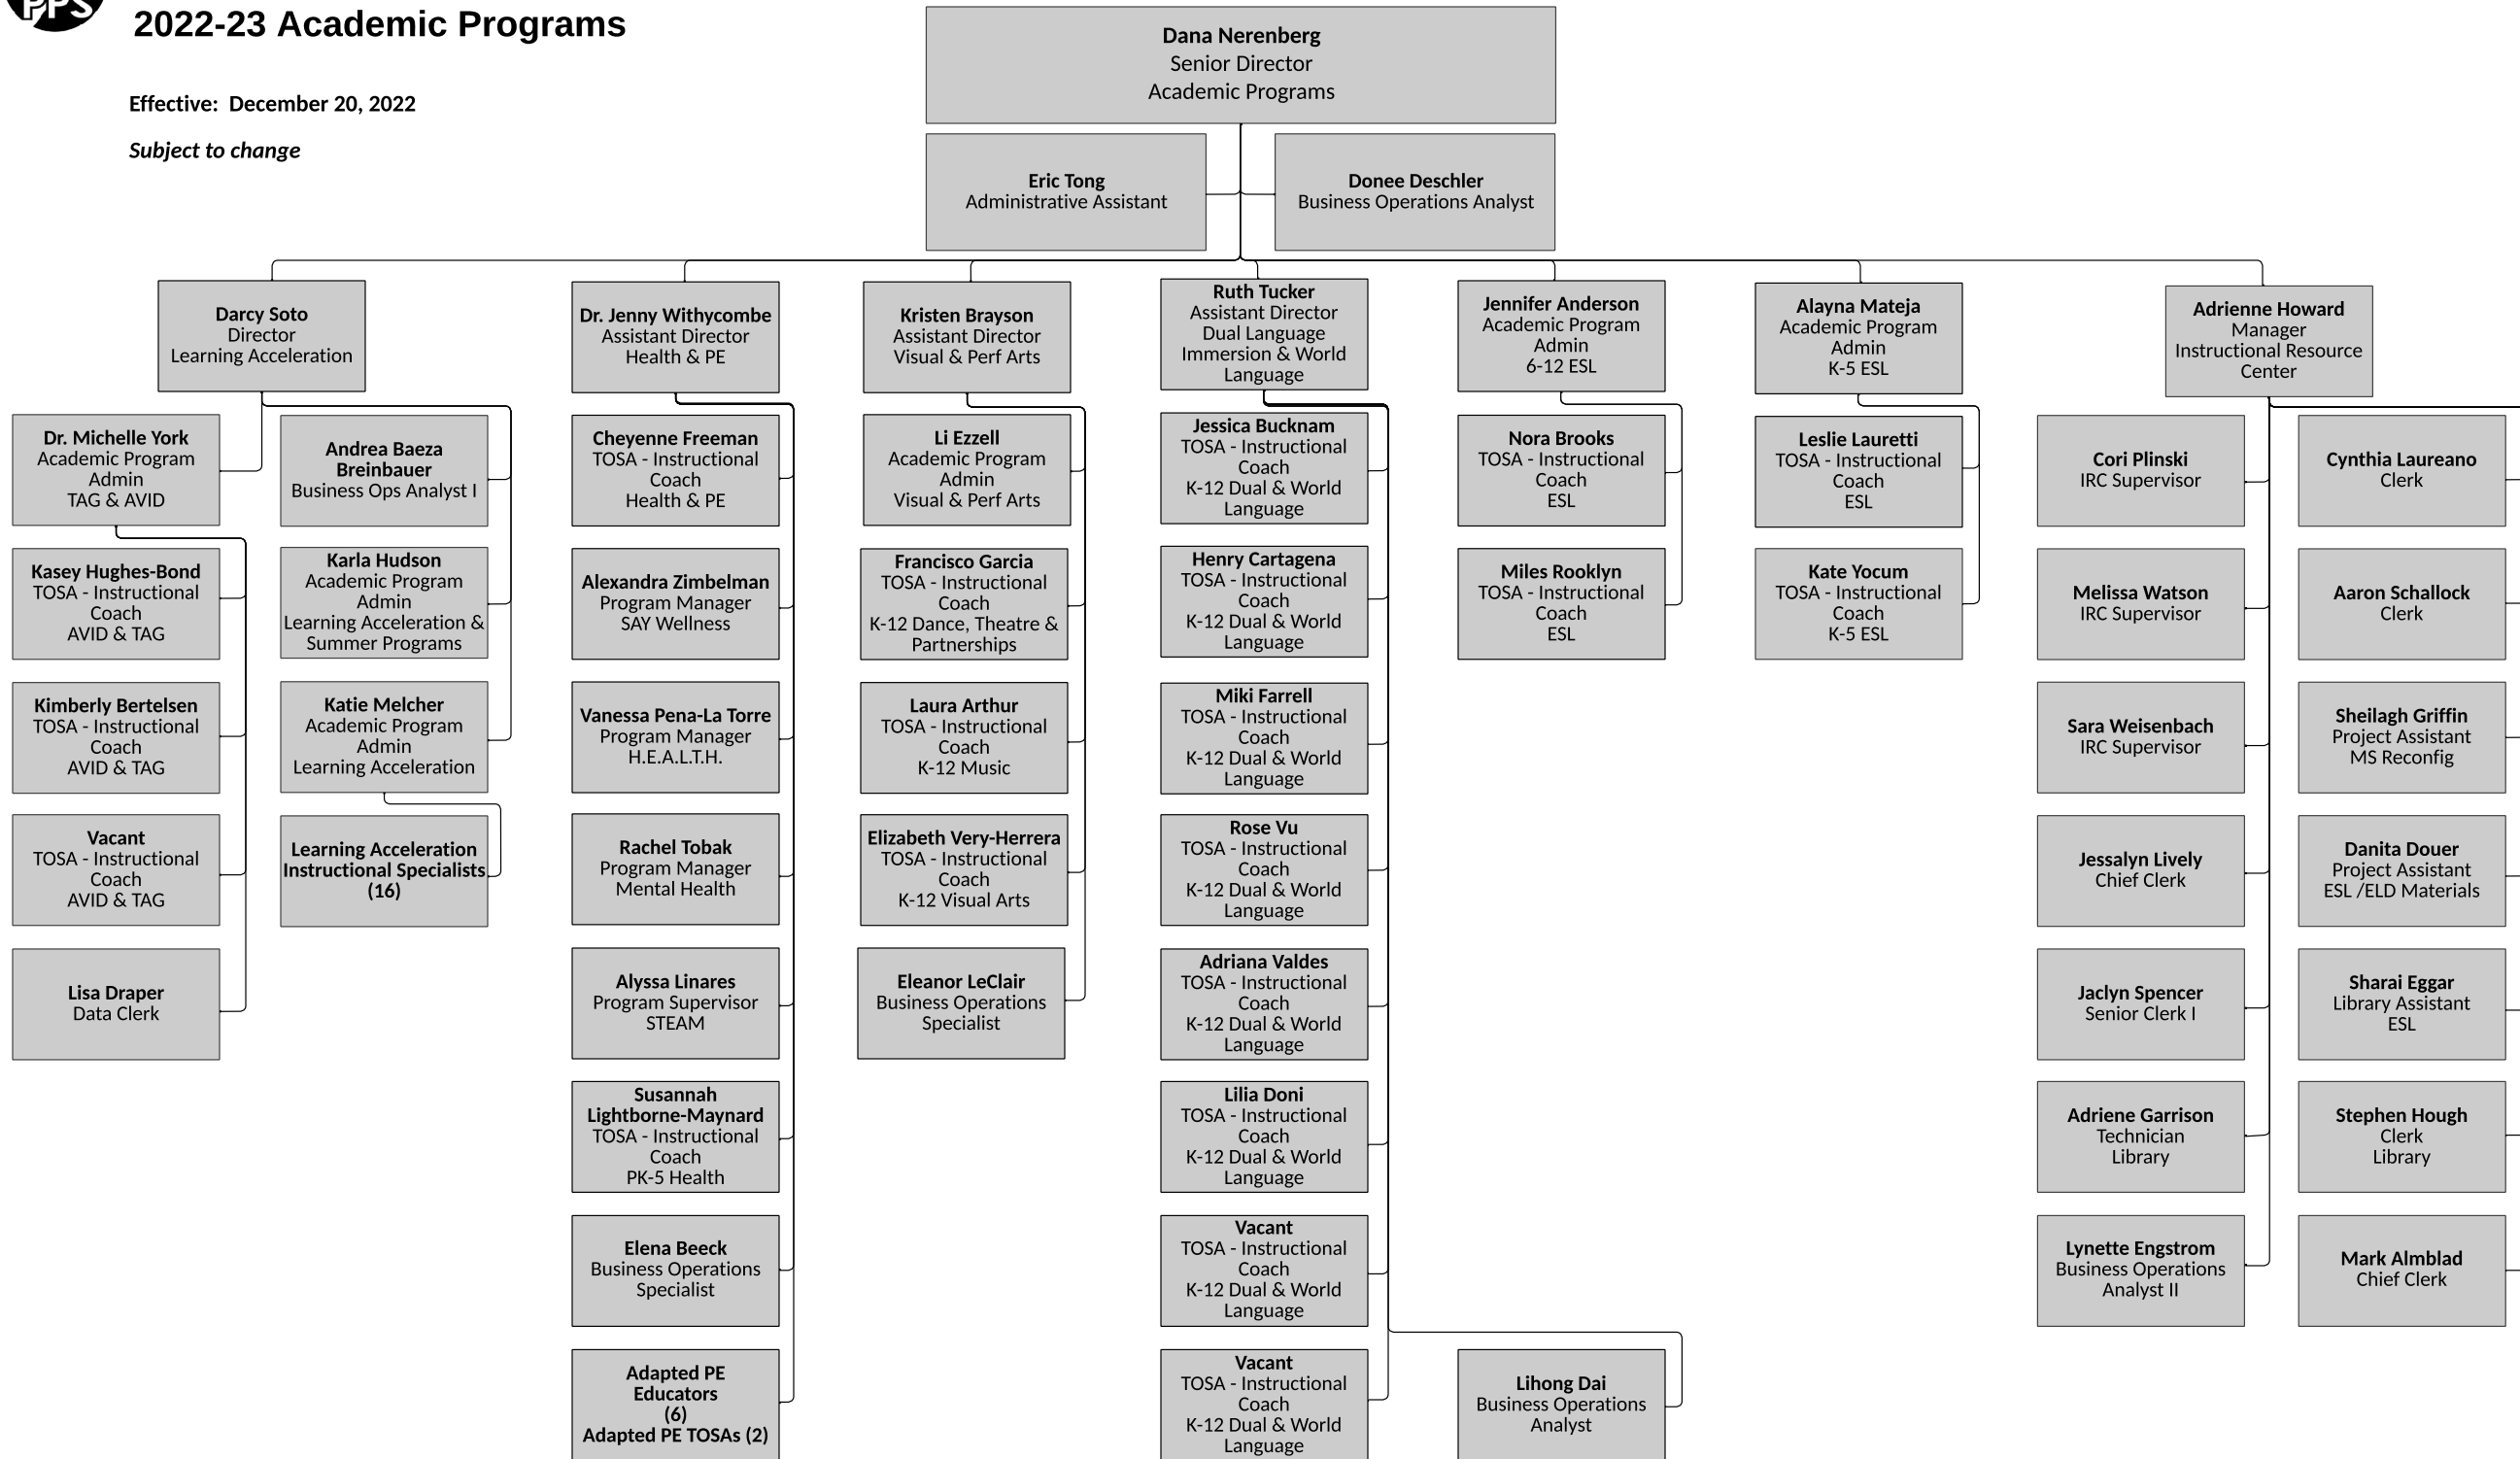 PPS
2022-23 Academic Programs
Effective:  December 20, 2022
Subject to change
Dana Nerenberg
Senior Director
Academic Programs
Eric Tong
Administrative Assistant
Donee Deschler
Business Operations Analyst
Darcy Soto
Director
Learning Acceleration
Dr. Michelle York
Academic Program
Admin
TAG & AVID
Kasey Hughes-Bond
TOSA - Instructional
Coach
AVID & TAG
Kimberly Bertelsen
TOSA - Instructional
Coach
AVID & TAG
Vacant
TOSA - Instructional
Coach
AVID & TAG
Lisa Draper
Data Clerk
Andrea Baeza
Breinbauer
Business Ops Analyst I
Karla Hudson
Academic Program
Admin
Learning Acceleration &
Summer Programs
Katie Melcher
Academic Program
Admin
Learning Acceleration
Learning Acceleration
Instructional Specialists
(16)
Dr. Jenny Withycombe
Assistant Director
Health & PE
Cheyenne Freeman
TOSA - Instructional
Coach
Health & PE
Alexandra Zimbelman
Program Manager
SAY Wellness
Vanessa Pena-La Torre
Program Manager
H.E.A.L.T.H.
Rachel Tobak
Program Manager
Mental Health
Alyssa Linares
Program Supervisor
STEAM
Susannah
Lightborne-Maynard
TOSA - Instructional
Coach
PK-5 Health
Elena Beeck
Business Operations
Specialist
Adapted PE
Educators
(6)
Adapted PE TOSAs (2)
Kristen Brayson
Assistant Director
Visual & Perf Arts
Li Ezzell
Academic Program
Admin
Visual & Perf Arts
Francisco Garcia
TOSA - Instructional
Coach
K-12 Dance, Theatre &
Partnerships
Laura Arthur
TOSA - Instructional
Coach
K-12 Music
Elizabeth Very-Herrera
TOSA - Instructional
Coach
K-12 Visual Arts
Eleanor LeClair
Business Operations
Specialist
Ruth Tucker
Assistant Director
Dual Language
Immersion & World
Language
Jessica Bucknam
TOSA - Instructional
Coach
K-12 Dual & World
Language
Henry Cartagena
TOSA - Instructional
Coach
K-12 Dual & World
Language
Miki Farrell
TOSA - Instructional
Coach
K-12 Dual & World
Language
Rose Vu
TOSA - Instructional
Coach
K-12 Dual & World
Language
Adriana Valdes
TOSA - Instructional
Coach
K-12 Dual & World
Language
Lilia Doni
TOSA - Instructional
Coach
K-12 Dual & World
Language
Vacant
TOSA - Instructional
Coach
K-12 Dual & World
Language
Vacant
TOSA - Instructional
Coach
K-12 Dual & World
Language
Lihong Dai
Business Operations
Analyst
Jennifer Anderson
Academic Program
Admin
6-12 ESL
Nora Brooks
TOSA - Instructional
Coach
ESL
Miles Rooklyn
TOSA - Instructional
Coach
ESL
Alayna Mateja
Academic Program
Admin
K-5 ESL
Leslie Lauretti
TOSA - Instructional
Coach
ESL
Kate Yocum
TOSA - Instructional
Coach
K-5 ESL
Adrienne Howard
Manager
Instructional Resource
Center
Cori Plinski
IRC Supervisor
Melissa Watson
IRC Supervisor
Sara Weisenbach
IRC Supervisor
Jessalyn Lively
Chief Clerk
Jaclyn Spencer
Senior Clerk I
Adriene Garrison
Technician
Library
Lynette Engstrom
Business Operations
Analyst II
Cynthia Laureano
Clerk
Aaron Schallock
Clerk
Sheilagh Griffin
Project Assistant
MS Reconfig
Danita Douer
Project Assistant
ESL /ELD Materials
Sharai Eggar
Library Assistant
ESL
Stephen Hough
Clerk
Library
Mark Almblad
Chief Clerk